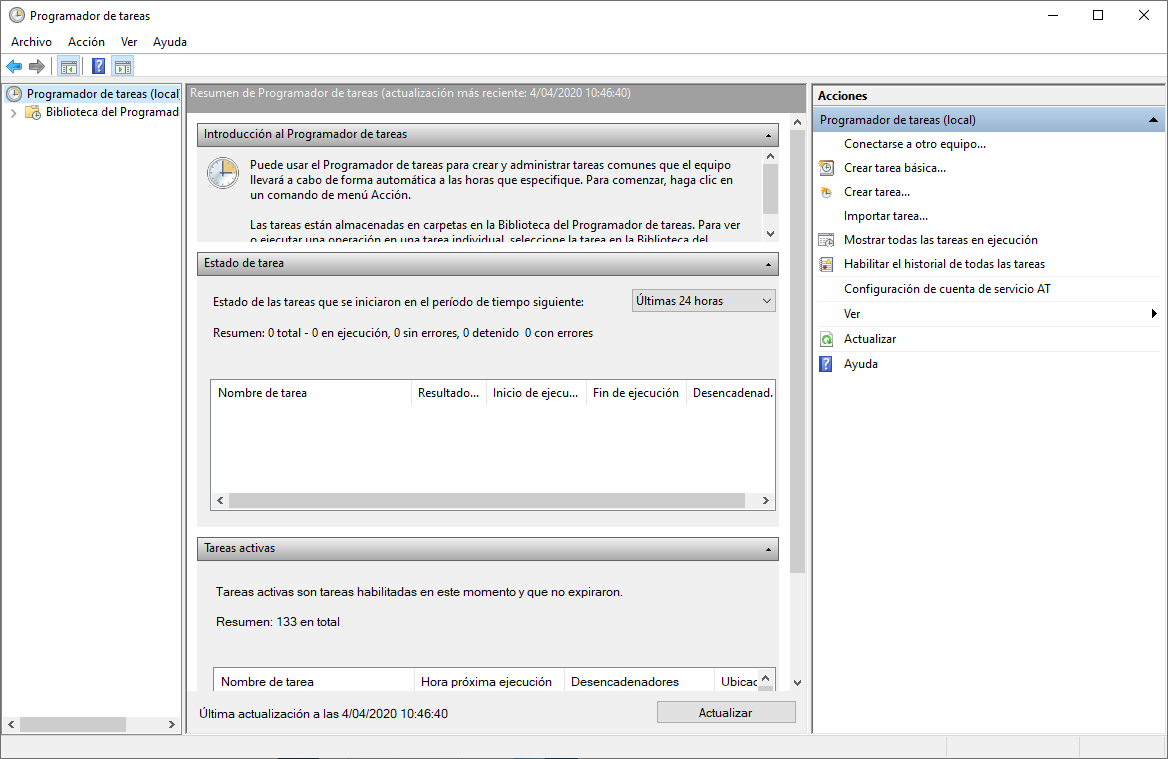 Programador de tareas
Archivo Acción Ver Ayuda
Programador de tareas (local
Biblioteca del Programad
Resumen de Programador de tareas (actualización más reciente: 4/04/2020 10:46:40)
Introducción al Programador de tareas
Puede usar el Programador de tareas para crear y administrar tareas comunes que el equipo
llevará a cabo de forma automática a las horas que especifique. Para comenzar, haga clic en
un comando de menú Acción.
Las tareas están almacenadas en carpetas en la Biblioteca del Programador de tareas. Para ver
o ejecutar una operación en una tarea individual, seleccione la tarea en la Biblioteca del
Estado de tarea
Estado de las tareas que se iniciaron en el período de tiempo siguiente:
Últimas 24 horas
Resumen: 0 total - 0 en ejecución, 0 sin errores, 0 detenido 0 con errores
Nombre de tarea Resultado... Inicio de ejecu... Fin de ejecución Desencadenad.
Tareas activas
Tareas activas son tareas habilitadas en este momento y que no expiraron.
Resumen: 133 en total
Nombre de tarea Hora próxima ejecución Desencadenadores Ubicac
Última actualización a las 4/04/2020 10:46:40
Actualizar
Acciones
Programador de tareas (local)
Conectarse a otro equipo...
Crear tarea básica...
Crear tarea...
Importar tarea...
Mostrar todas las tareas en ejecución
Habilitar el historial de todas las tareas
Configuración de cuenta de servicio AT
Ver
Actualizar
Ayuda